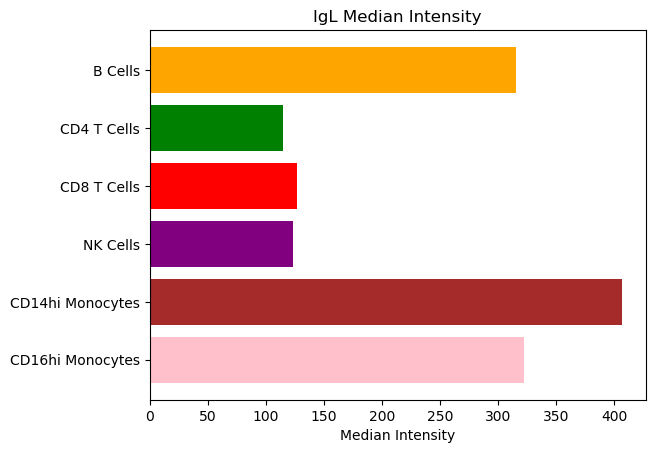 IgL Median Intensity
B Cells
CD4 T Cells
CD8 T Cells
NK Cells
CD14hi Monocytes
CD16hi Monocytes
0 50 100 150 200 250 300 350 400
Median Intensity